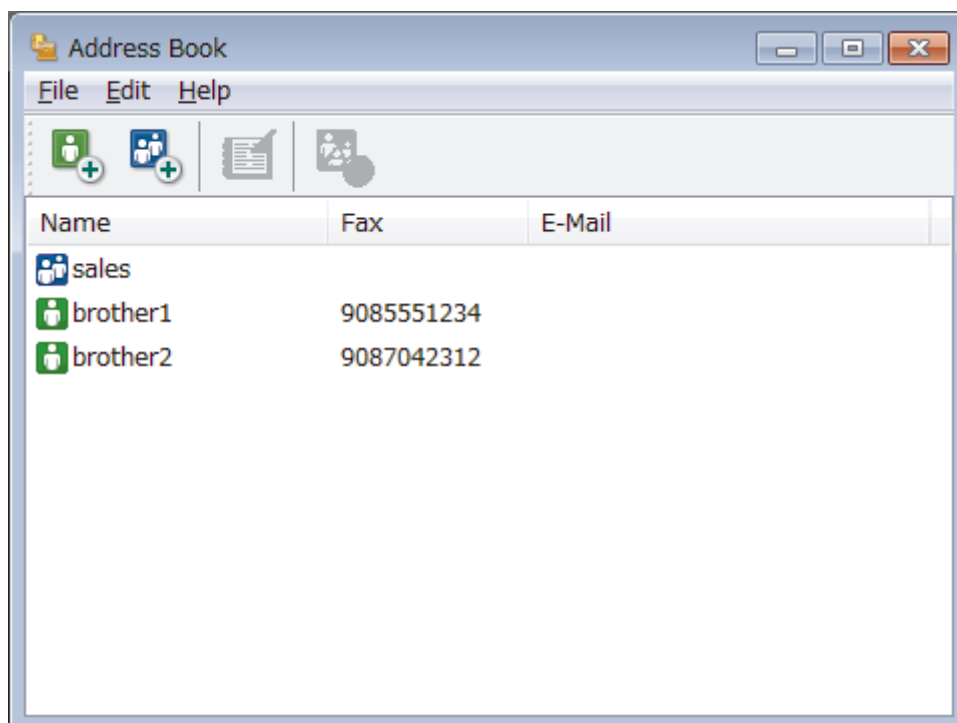 Address Book
File Edit Help
Name Fax E-Mail
sales
brother1 9085551234
brother2 9087042312